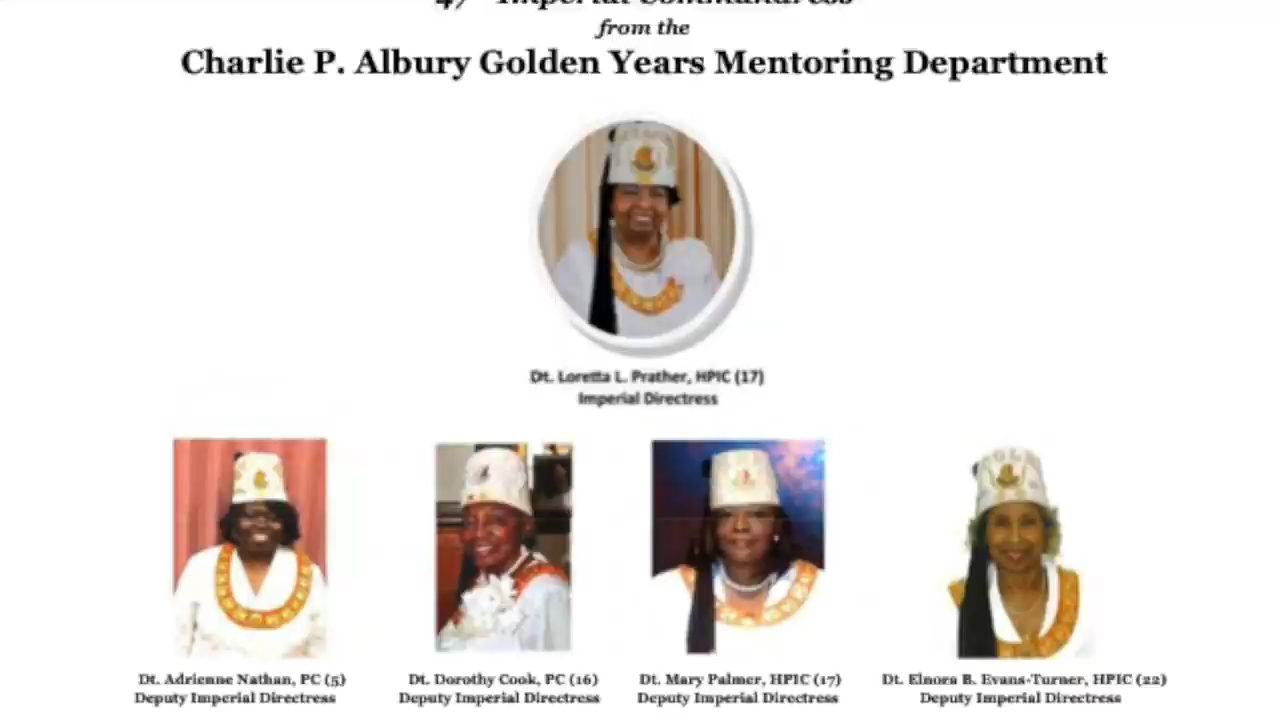 Imperial Commandress
from the
Charlie P. Albury Golden Years Mentoring Department
Dt. Loretta L. Prather, HPIC (17)
Imperial Directress
Dt. Adrienne Nathan, PC (5)
Deputy Imperial Directress
Dt. Dorothy Cook, PC (16)
Deputy Imperial Directress
Dt. Mary Palmer, HPIC (17)
Deputy Imperial Directress
Dt. Elnora B. Evans-Turner, HPIC (22)
Deputy Imperial Directress